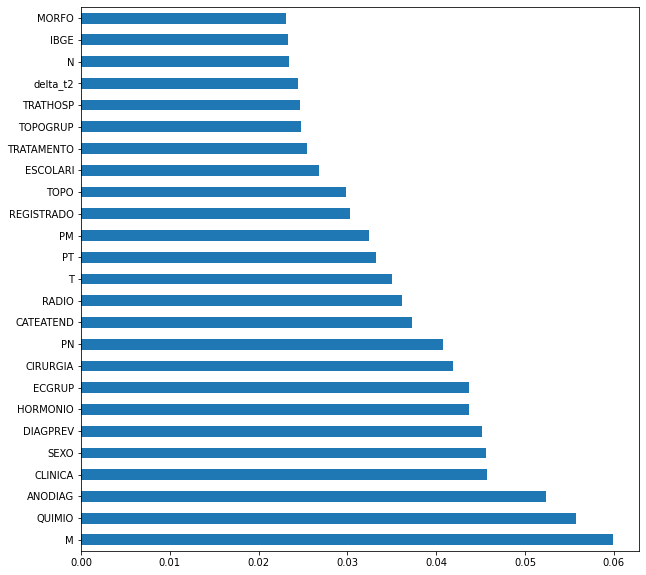 MORFO
IBGE
N
delta_t2
TRATHOSP
TOPOGRUP
TRATAMENTO
ESCOLARI
TOPO
REGISTRADO
PM
PT
T
RADIO
CATEATEND
PN
CIRURGIA
ECGRUP
HORMONIO
DIAGPREV
SEXO
CLINICA
ANODIAG
QUIMIO
M
0.00 0.01 0.02 0.03 0.04 0.05 0.06